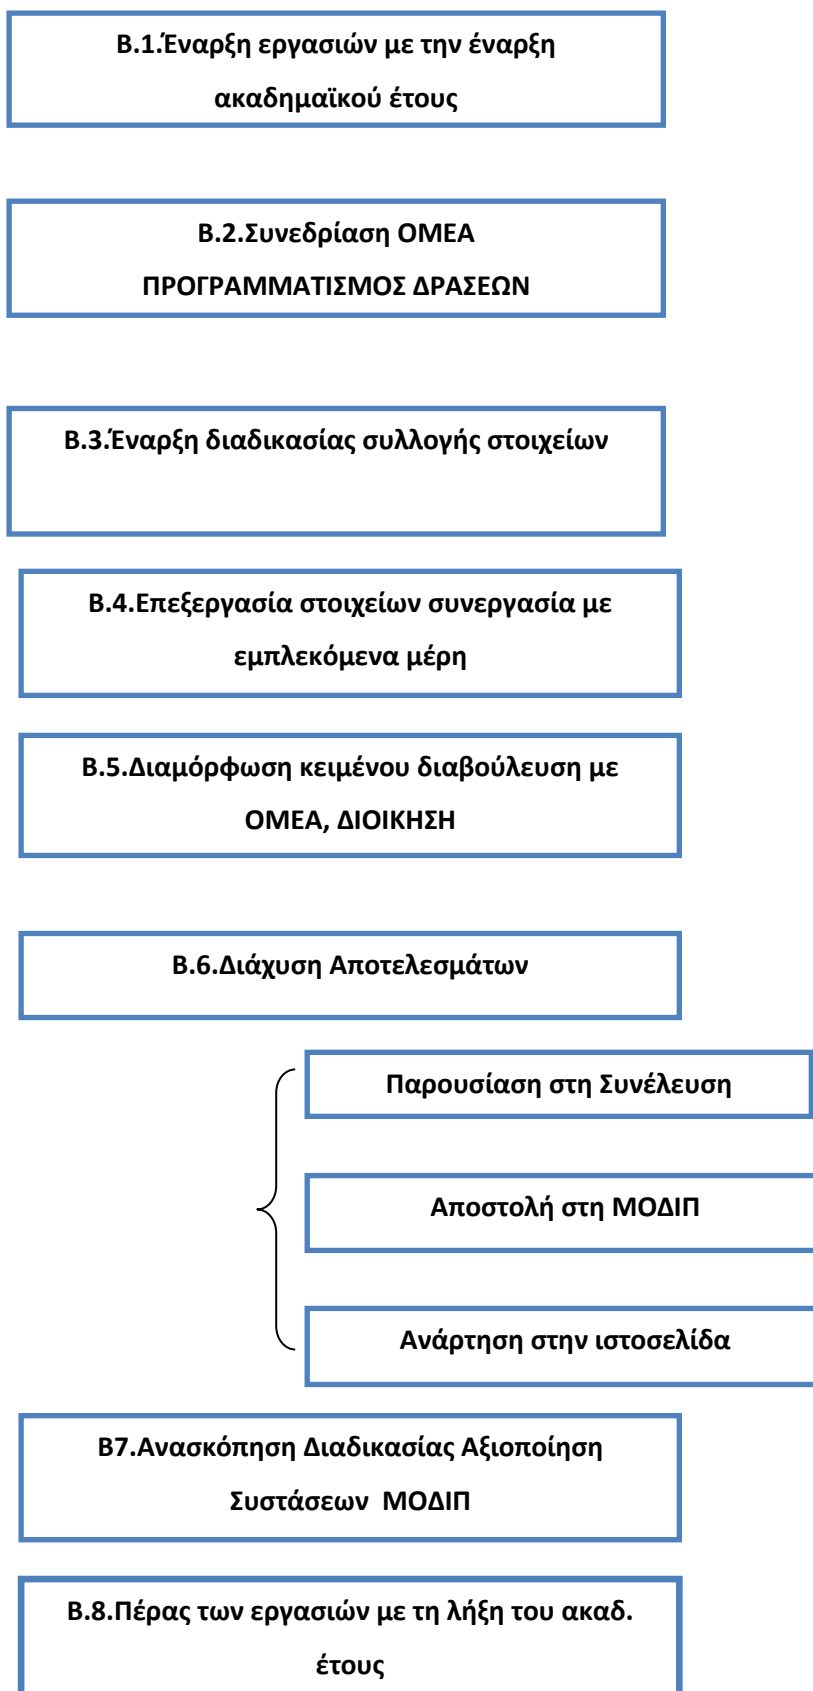 Β.1.Έναρξη εργασιών με την έναρξη
ακαδημαϊκού έτους
Β.2.Συνεδρίαση ΟΜΕΑ
ΠΡΟΓΡΑΜΜΑΤΙΣΜΟΣ ΔΡΑΣΕΩΝ
Β.3.Έναρξη διαδικασίας συλλογής στοιχείων
Β.4.Επεξεργασία στοιχείων συνεργασία με
εμπλεκόμενα μέρη
Β.5.Διαμόρφωση κειμένου διαβούλευση με
ΟΜΕΑ, ΔΙΟΙΚΗΣΗ
Β.6.Διάχυση Αποτελεσμάτων
Παρουσίαση στη Συνέλευση
Αποστολή στη ΜΟΔΙΠ
Ανάρτηση στην ιστοσελίδα
Β7.Ανασκόπηση Διαδικασίας Αξιοποίηση
Συστάσεων  ΜΟΔΙΠ
Β.8.Πέρας των εργασιών με τη λήξη του ακαδ.
έτους